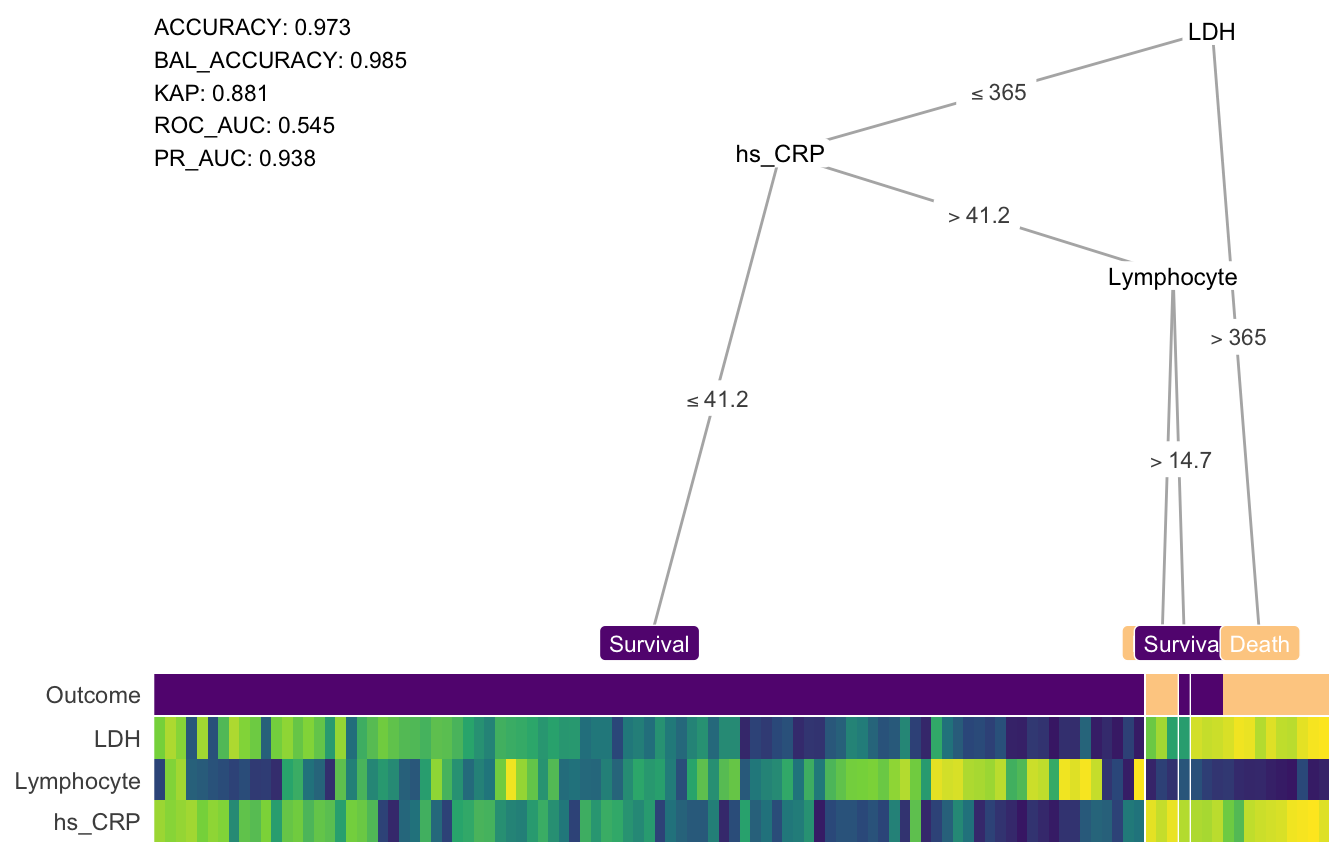 ACCURACY: 0.973
BAL_ACCURACY: 0.985
KAP: 0.881
ROC_AUC: 0.545
PR_AUC: 0.938
LDH
≤ 365
hs_CRP
> 41.2
Lymphocyte
> 365
≤ 41.2
> 14.7
Survival
Surviva
Death
Outcome
LDH
Lymphocyte
hs_CRP